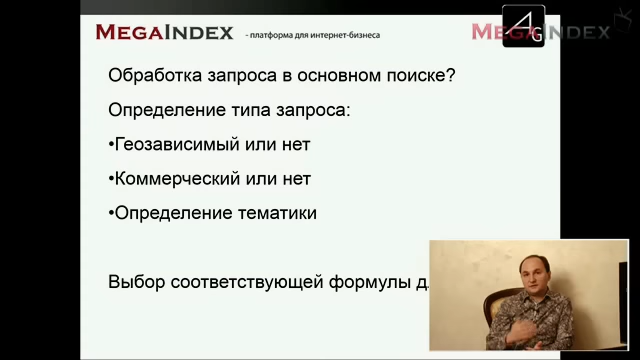 MEGAINDEX - платформа для интернет-бизнеса
4G
MEGAINDEX
Обработка запроса в основном поиске?
Определение типа запроса:
•Геозависимый или нет
•Коммерческий или нет
•Определение тематики
Выбор соответствующей формулы